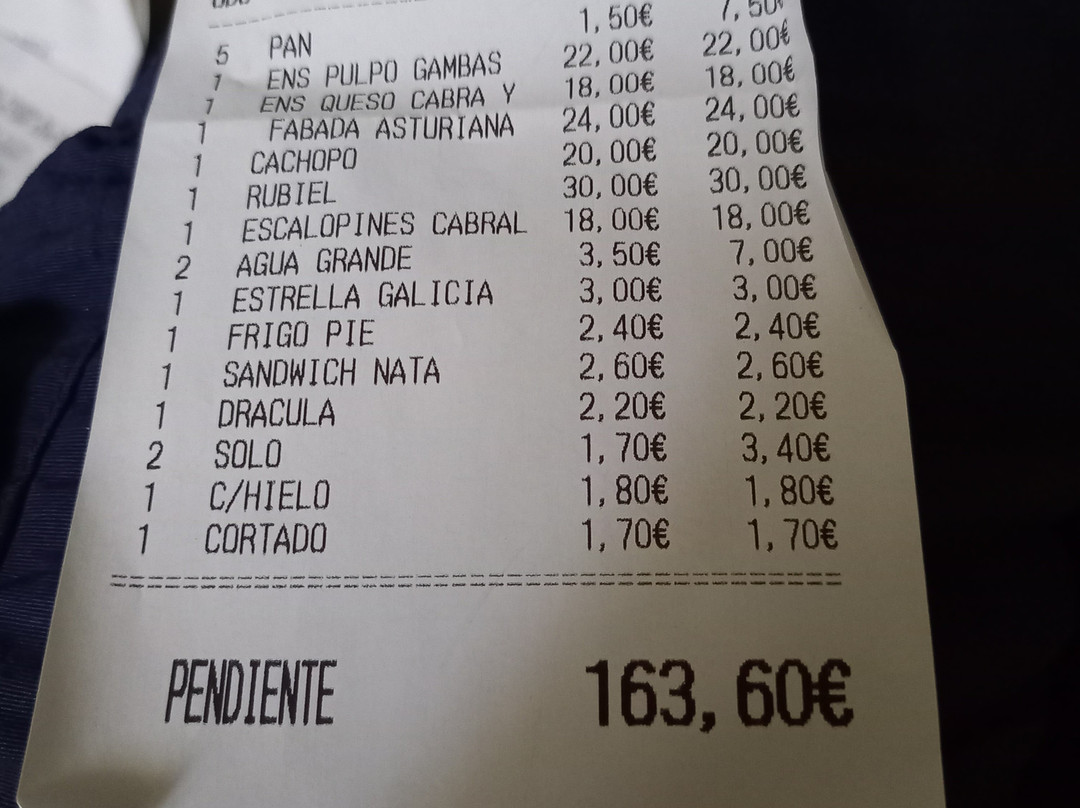 5 PAN 1,50€ 7,50€
1 ENS PULPO GAMBAS 22,00€ 22,00€
1 ENS QUESO CABRA Y 18,00€ 18,00€
1 FABADA ASTURIANA 24,00€ 24,00€
1 CACHOPO 20,00€ 20,00€
1 RUBIEL 30,00€ 30,00€
1 ESCALOPINES CABRAL 18,00€ 18,00€
2 AGUA GRANDE 3,50€ 7,00€
1 ESTRELLA GALICIA 3,00€ 3,00€
1 FRIGO PIE 2,40€ 2,40€
1 SANDWICH NATA 2,60€ 2,60€
1 DRACULA 2,20€ 2,20€
2 SOLO 1,70€ 3,40€
1 C/HIELO 1,80€ 1,80€
1 CORTADO 1,70€ 1,70€
PENDIENTE 163,60€